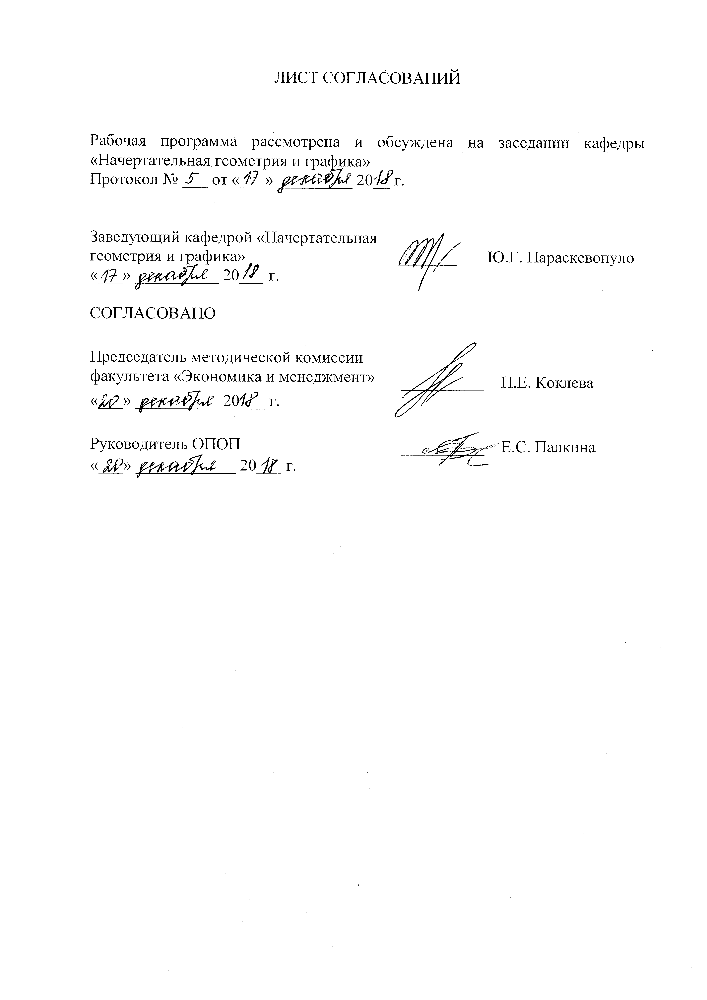 ЛИСТ СОГЛАСОВАНИЙ
Рабочая программа рассмотрена и обсуждена на заседании кафедры
«Начертательная геометрия и графика»
Протокол № 5 от «17» декабря 2018 г.
Заведующий кафедрой «Начертательная
геометрия и графика» Ю.Г. Параскевопуло
«17» декабря 2018 г.
СОГЛАСОВАНО
Председатель методической комиссии
факультета «Экономика и менеджмент» Н.Е. Коклева
«20» декабря 2018 г.
Руководитель ОПОП Е.С. Палкина
«20» декабря 2018 г.